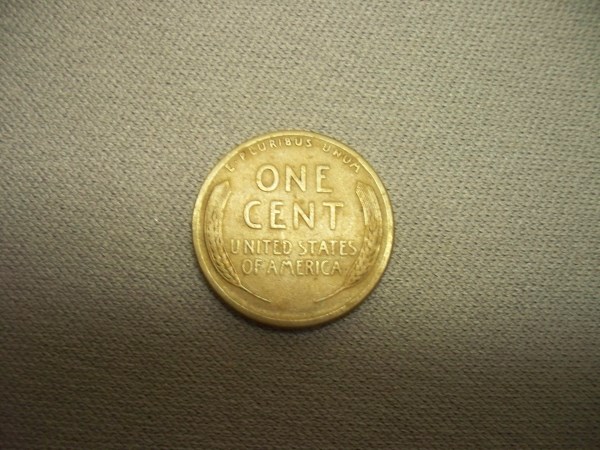 E PLURIBUS UNUM
ONE
CENT
UNITED STATES
OF AMERICA